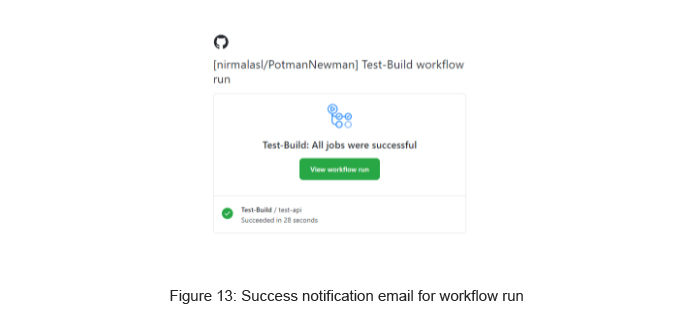 [nirmalasl/PotmanNewman] Test-Build workflow
run
Test-Build: All jobs were successful
View workflow run
Test-Build / test-api
Succeeded in 28 seconds
Figure 13: Success notification email for workflow run